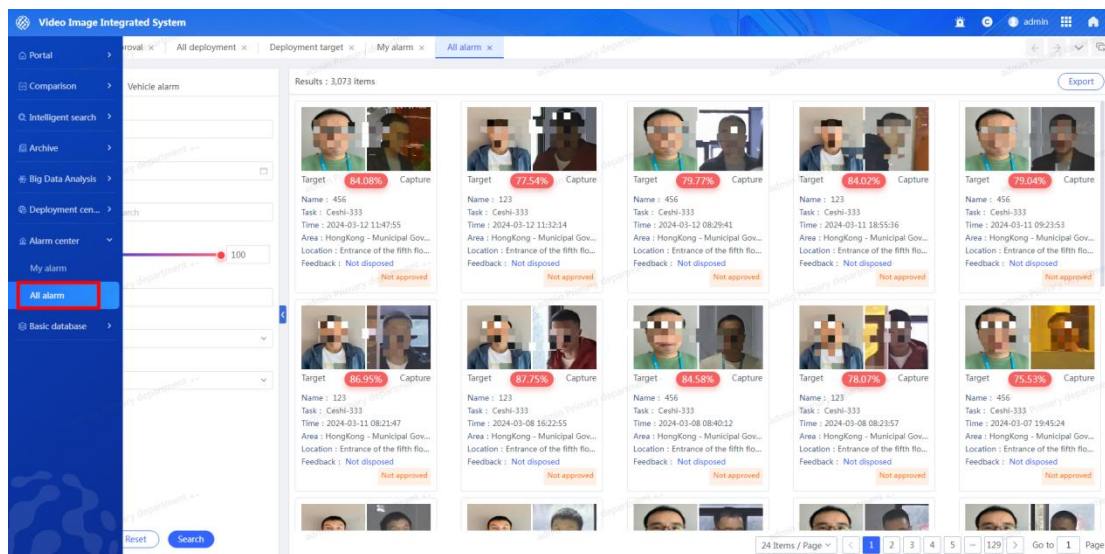 Video Image Integrated System
admin
Portal
roval × All deployment × Deployment target × My alarm × All alarm ×
Comparison
Vehicle alarm
Results : 3,073 items
Export
Intelligent search
Archive
Big Data Analysis
Deployment cen...
Alarm center
My alarm
All alarm
Basic database
100
Reset
Search
Target 84.08% Capture
Name : 456
Task : Ceshi-333
Time : 2024-03-12 11:47:55
Area : HongKong - Municipal Gov...
Location : Entrance of the fifth flo...
Feedback : Not disposed
Not approved
Target 77.54% Capture
Name : 123
Task : Ceshi-333
Time : 2024-03-12 11:32:14
Area : HongKong - Municipal Gov...
Location : Entrance of the fifth flo...
Feedback : Not disposed
Not approved
Target 79.77% Capture
Name : 456
Task : Ceshi-333
Time : 2024-03-12 08:29:41
Area : HongKong - Municipal Gov...
Location : Entrance of the fifth flo...
Feedback : Not disposed
Not approved
Target 84.02% Capture
Name : 123
Task : Ceshi-333
Time : 2024-03-11 18:55:36
Area : HongKong - Municipal Gov...
Location : Entrance of the fifth flo...
Feedback : Not disposed
Not approved
Target 79.04% Capture
Name : 456
Task : Ceshi-333
Time : 2024-03-11 09:23:53
Area : HongKong - Municipal Gov...
Location : Entrance of the fifth flo...
Feedback : Not disposed
Not approved
Target 86.95% Capture
Name : 123
Task : Ceshi-333
Time : 2024-03-11 08:21:47
Area : HongKong - Municipal Gov...
Location : Entrance of the fifth flo...
Feedback : Not disposed
Not approved
Target 87.75% Capture
Name : 123
Task : Ceshi-333
Time : 2024-03-08 16:22:55
Area : HongKong - Municipal Gov...
Location : Entrance of the fifth flo...
Feedback : Not disposed
Not approved
Target 84.58% Capture
Name : 456
Task : Ceshi-333
Time : 2024-03-08 08:40:12
Area : HongKong - Municipal Gov...
Location : Entrance of the fifth flo...
Feedback : Not disposed
Not approved
Target 78.07% Capture
Name : 123
Task : Ceshi-333
Time : 2024-03-08 08:23:57
Area : HongKong - Municipal Gov...
Location : Entrance of the fifth flo...
Feedback : Not disposed
Not approved
Target 75.53% Capture
Name : 456
Task : Ceshi-333
Time : 2024-03-07 19:45:24
Area : HongKong - Municipal Gov...
Location : Entrance of the fifth flo...
Feedback : Not disposed
Not approved
24 Items / Page < 1 2 3 4 5 ··· 129 > Go to 1 Page